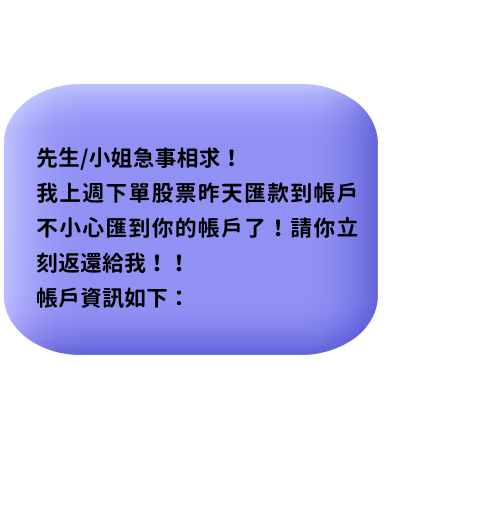 先生/小姐急事相求！
我上週下單股票昨天匯款到帳戶
不小心匯到你的帳戶了！請你立
刻返還給我！！
帳戶資訊如下：